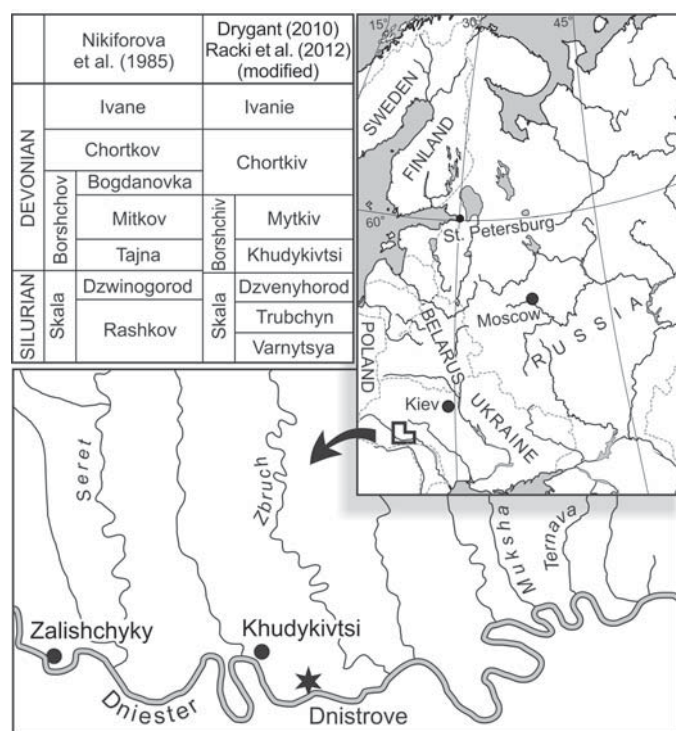 Nikiforova
et al. (1985)
Drygant (2010)
Racki et al. (2012)
(modified)
DEVONIAN
Ivane
Ivanie
Chortkov
Chortkiv
Borshchov
Bogdanovka
Borshchiv
Mitkov
Mytkiv
Tajna
Khudykivtsi
SILURIAN
Skala
Dzwinogorod
Skala
Dzvenyhorod
Rashkov
Trubchyn
Varnytsya
15°
30°
45°
SWEDEN
FINLAND
60°
St. Petersburg
Moscow
RUSSIA
POLAND
BELARUS
Kiev
UKRAINE
Seret
Zbruch
Muksha
Ternava
Zalishchyky
Khudykivtsi
Dniester
Dnistrove